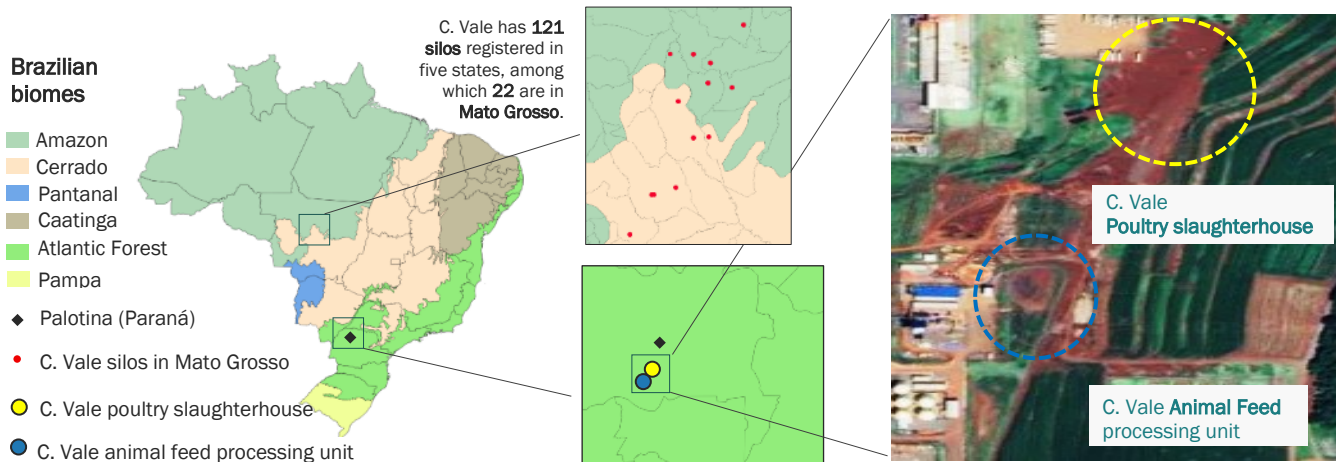 Brazilian
biomes
Amazon
Cerrado
Pantanal
Caatinga
Atlantic Forest
Pampa
Palotina (Paraná)
C. Vale silos in Mato Grosso
C. Vale poultry slaughterhouse
C. Vale animal feed processing unit
C. Vale has 121
silos registered in
five states, among
which 22 are in
Mato Grosso.
C. Vale
Poultry slaughterhouse
C. Vale Animal Feed
processing unit